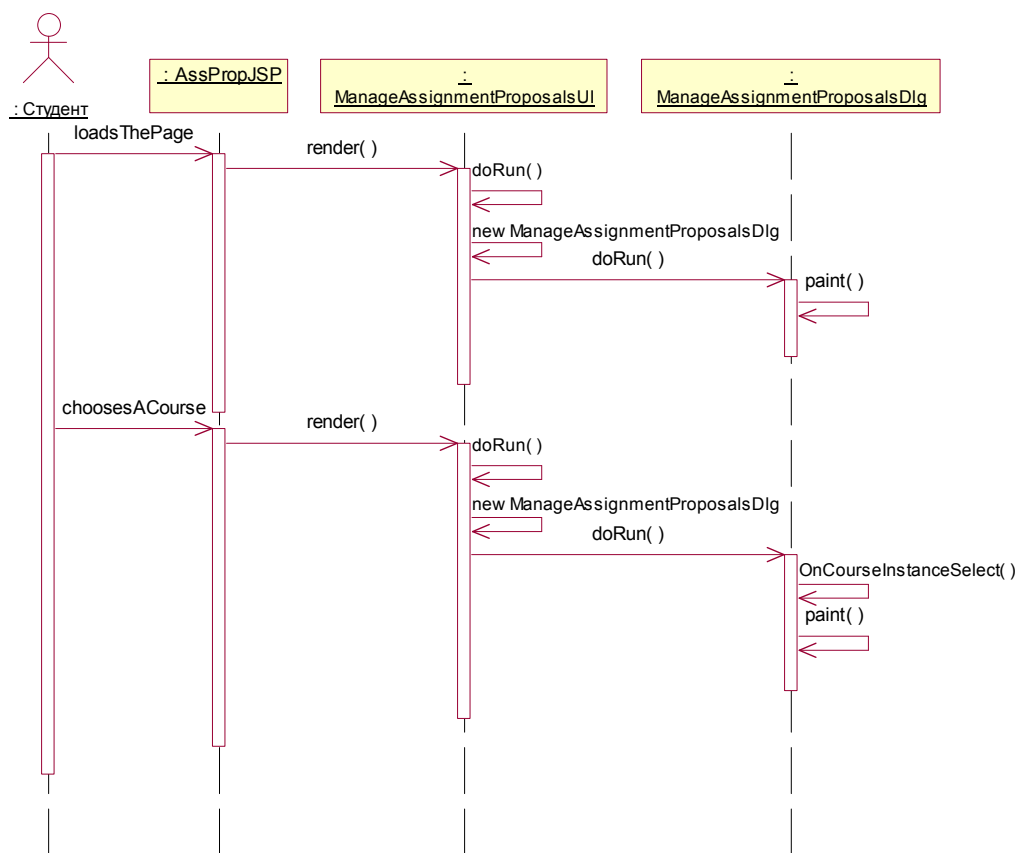 : Студент
: AssPropJSP
:
ManageAssignmentProposalsUI
:
ManageAssignmentProposalsDlg
loadsThePage
render( )
doRun( )
new ManageAssignmentProposalsDlg
doRun( )
paint( )
choosesACourse
render( )
doRun( )
new ManageAssignmentProposalsDlg
doRun( )
OnCourseInstanceSelect( )
paint( )